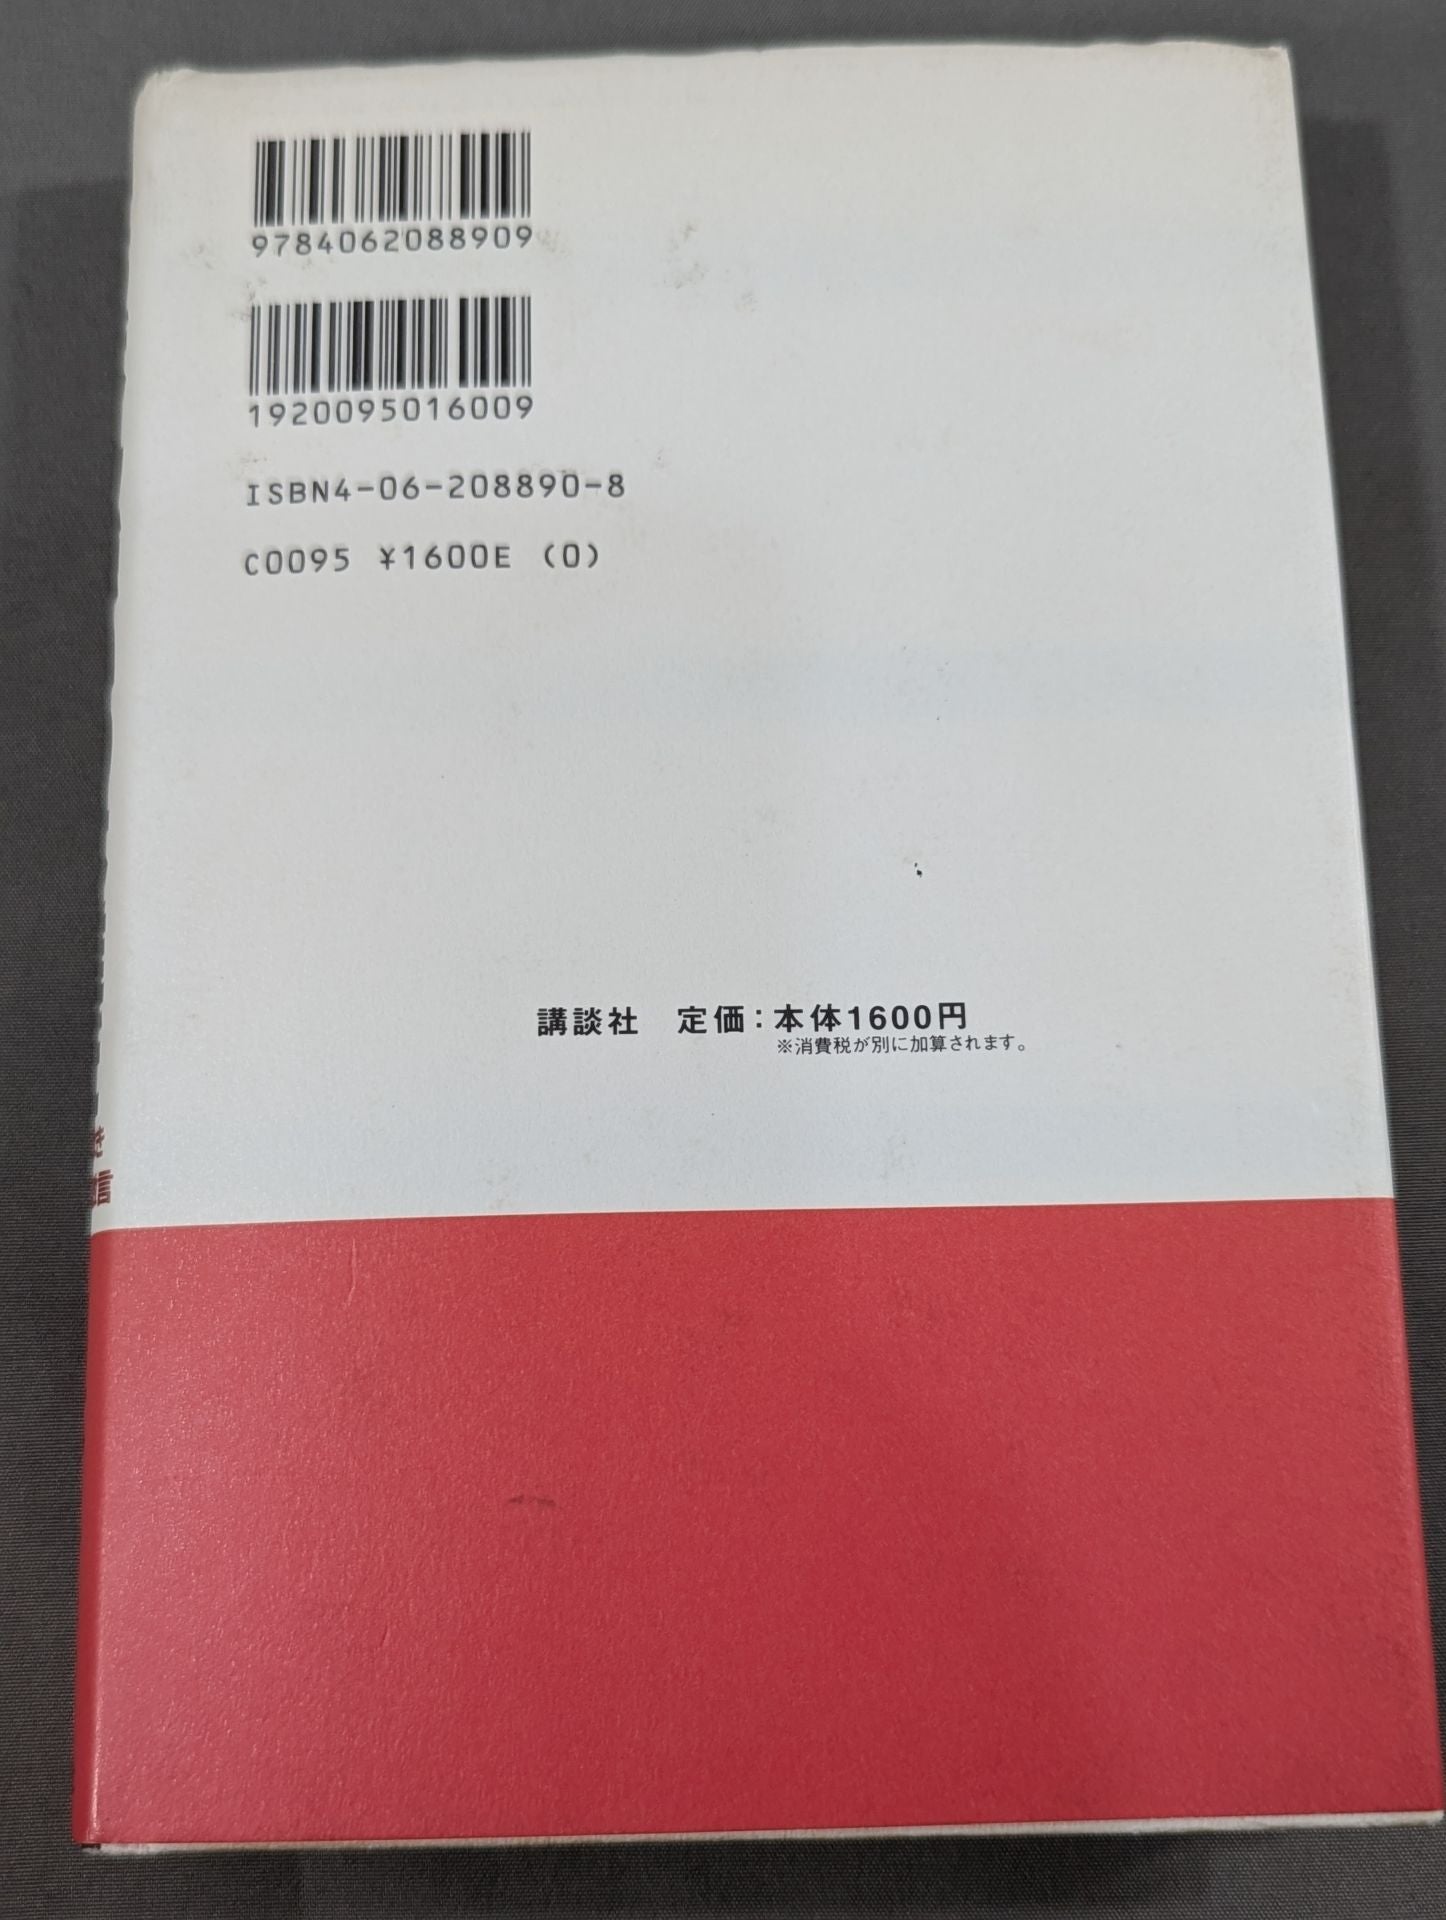 9784062088909
1920095016009
ISBN4-06-208890-8
C0095 ¥1600E (0)
講談社　定価：本体1600円
※消費税が別に加算されます。